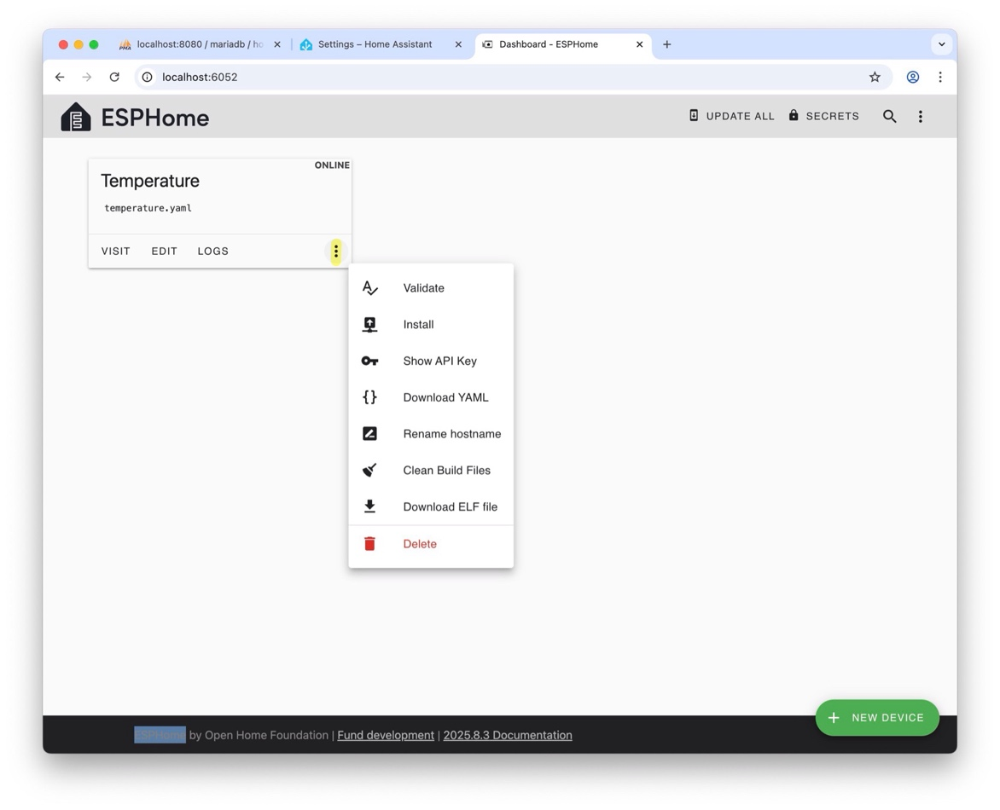 localhost:8080 / mariadb / ho
Settings – Home Assistant
Dashboard - ESPHome
localhost:6052
ESPHome
UPDATE ALL
SECRETS
ONLINE
Temperature
temperature.yaml
VISIT EDIT LOGS
Validate
Install
Show API Key
Download YAML
Rename hostname
Clean Build Files
Download ELF file
Delete
NEW DEVICE
ESPHome by Open Home Foundation | Fund development | 2025.8.3 Documentation